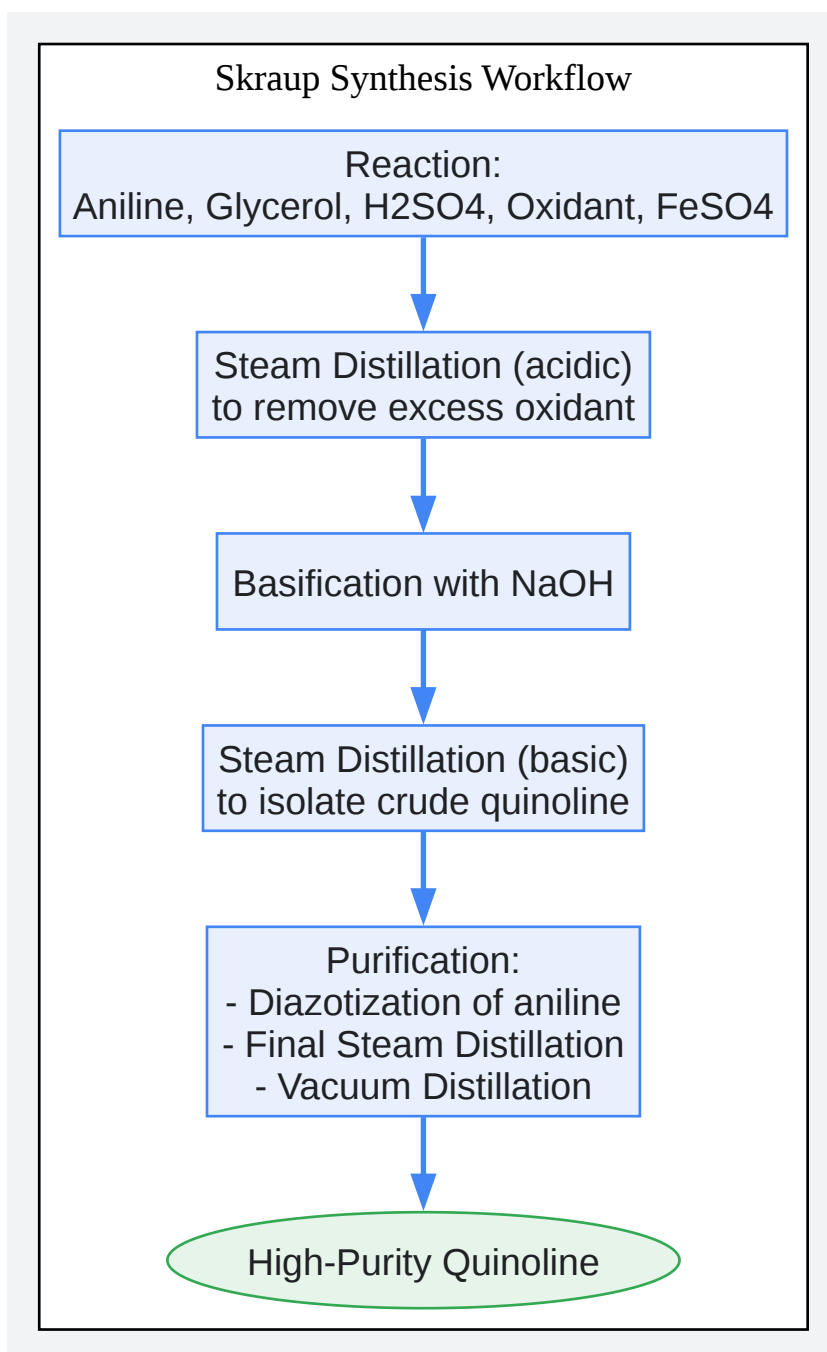 Skraup Synthesis Workflow
Reaction:
Aniline, Glycerol, H2SO4, Oxidant, FeSO4
Steam Distillation (acidic)
to remove excess oxidant
Basification with NaOH
Steam Distillation (basic)
to isolate crude quinoline
Purification:
- Diazotization of aniline
- Final Steam Distillation
- Vacuum Distillation
High-Purity Quinoline